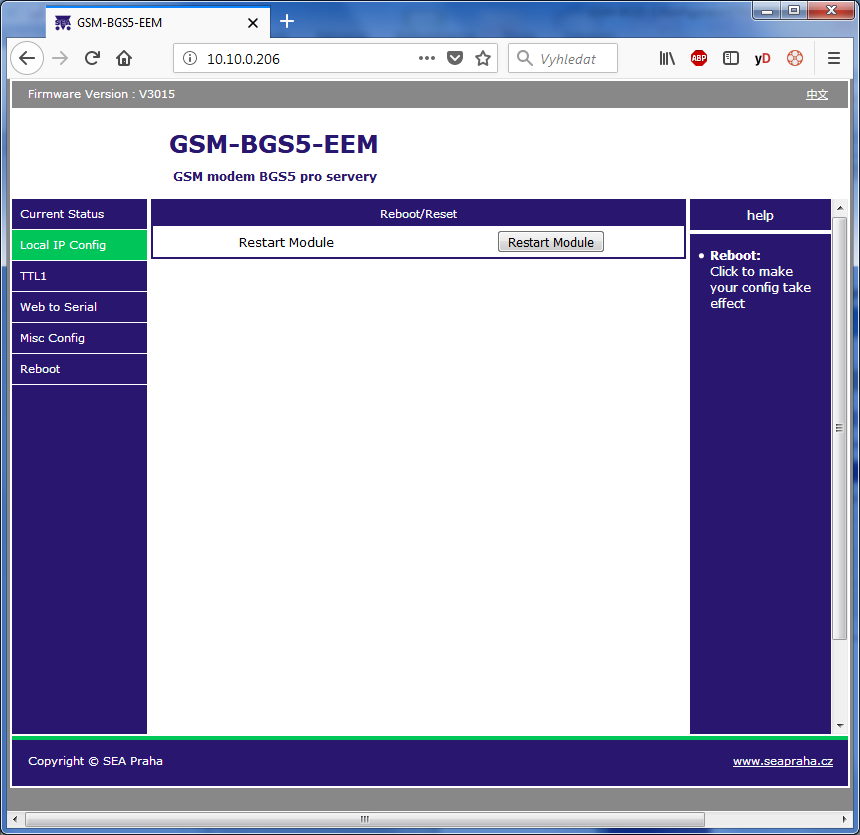 GSM-BGS5-EEM
10.10.0.206
Vyhledat
ABP
yD
Firmware Version : V3015
中文
GSM-BGS5-EEM
GSM modem BGS5 pro servery
Current Status
Local IP Config
TTL1
Web to Serial
Misc Config
Reboot
Reboot/Reset
Restart Module
Restart Module
help
Reboot:
Click to make
your config take
effect
Copyright © SEA Praha
www.seapraha.cz